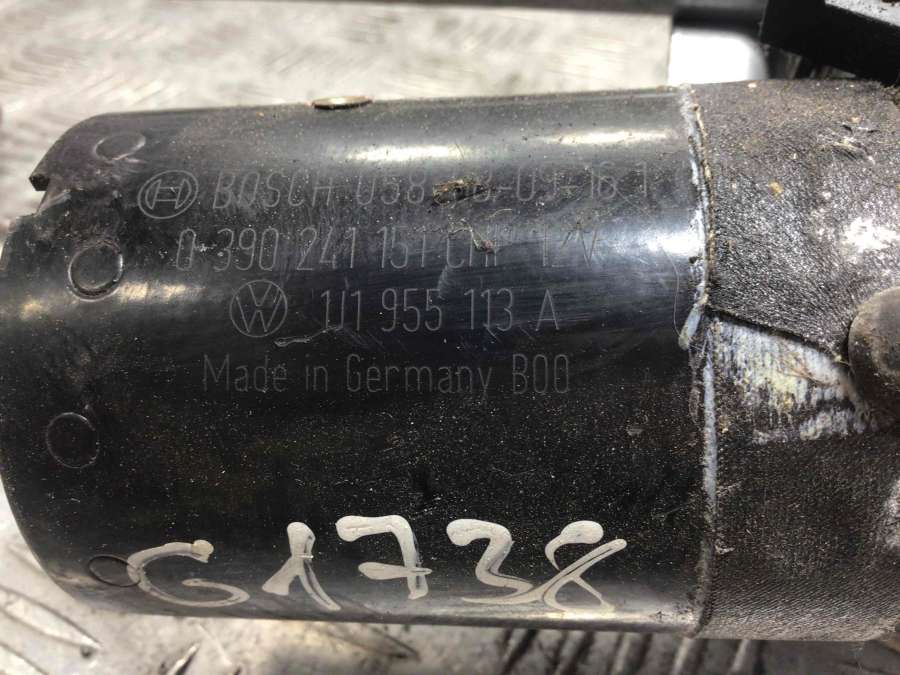 BOSCH
0 390 241 151 CHP 12V
1J1 955 113 A
Made in Germany B00
G1738